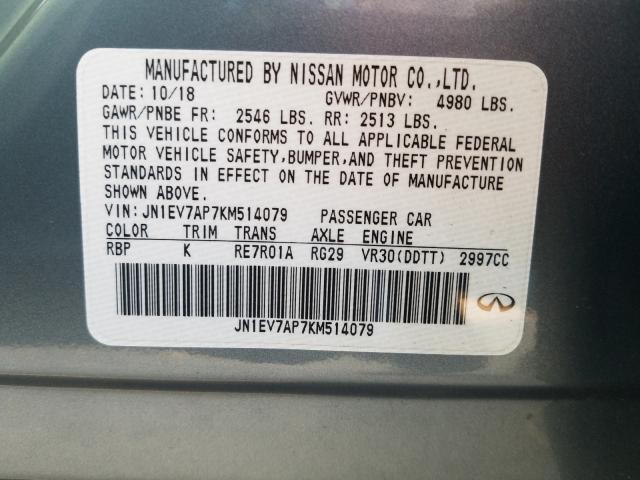 MANUFACTURED BY NISSAN MOTOR CO.,LTD.
DATE: 10/18 GVWR/PNBV: 4980 LBS.
GAWR/PNBE FR: 2546 LBS. RR: 2513 LBS.
THIS VEHICLE CONFORMS TO ALL APPLICABLE FEDERAL
MOTOR VEHICLE SAFETY,BUMPER,AND THEFT PREVENTION
STANDARDS IN EFFECT ON THE DATE OF MANUFACTURE
SHOWN ABOVE.
VIN:JN1EV7AP7KM514079 PASSENGER CAR
COLOR TRIM TRANS AXLE ENGINE
RBP K RE7R01A RG29 VR30(DDTT) 2997CC
JN1EV7AP7KM514079